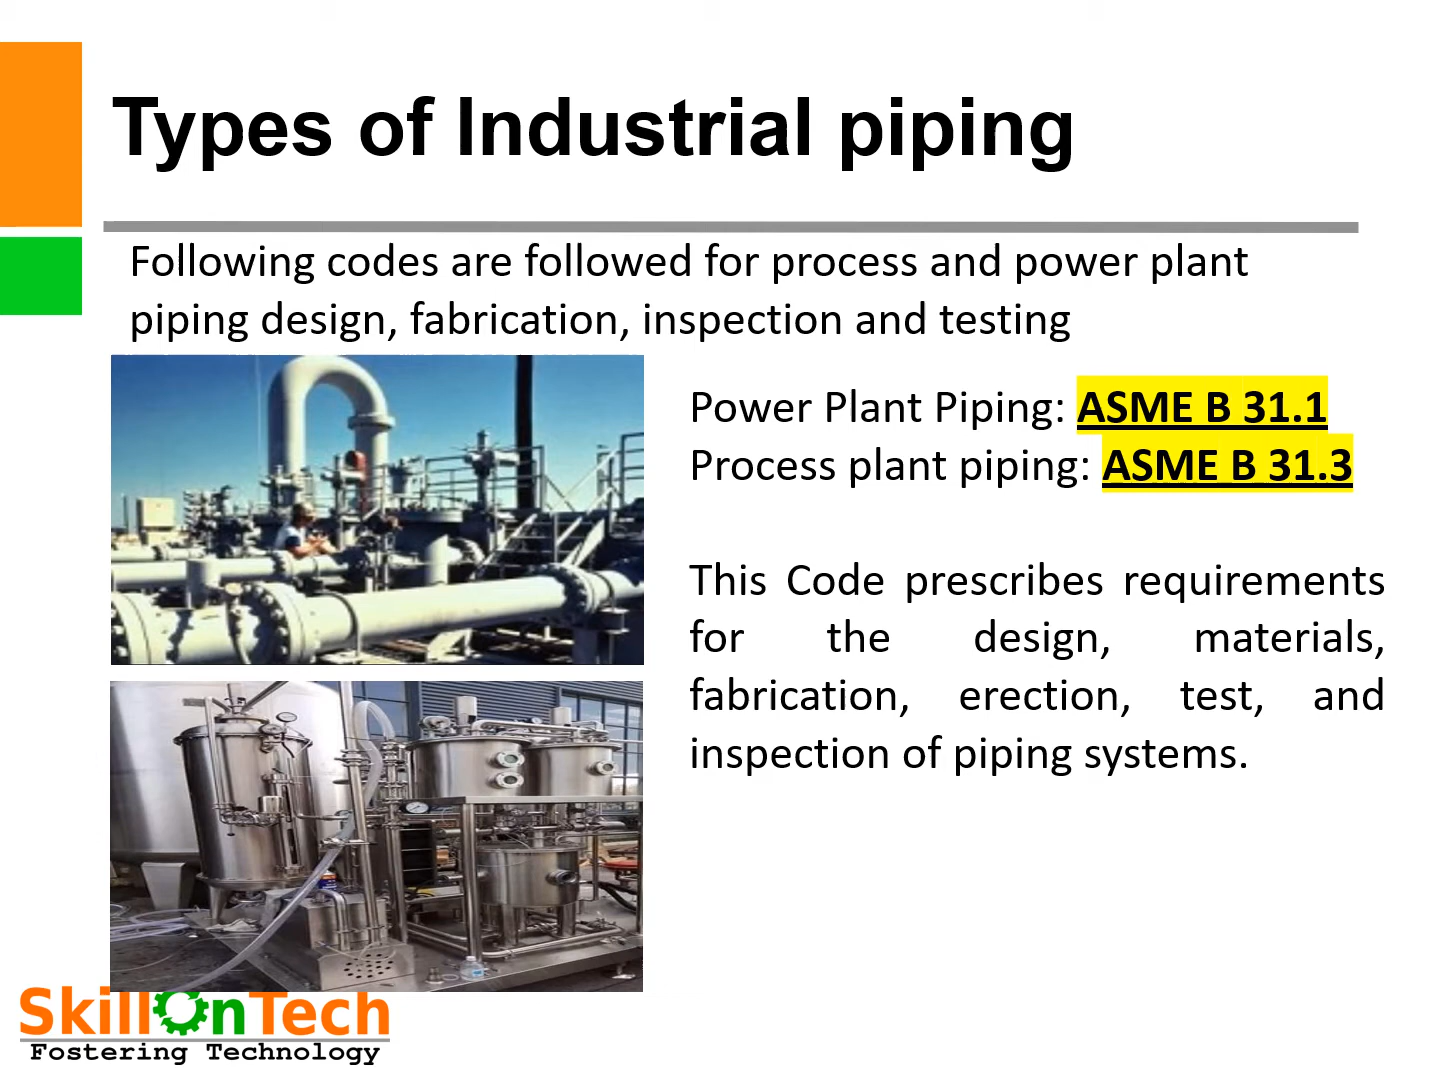 Types of Industrial piping
Following codes are followed for process and power plant
piping design, fabrication, inspection and testing
Power Plant Piping: ASME B 31.1
Process plant piping: ASME B 31.3
This Code prescribes requirements
for the design, materials,
fabrication, erection, test, and
inspection of piping systems.
SkillOnTech
Fostering Technology